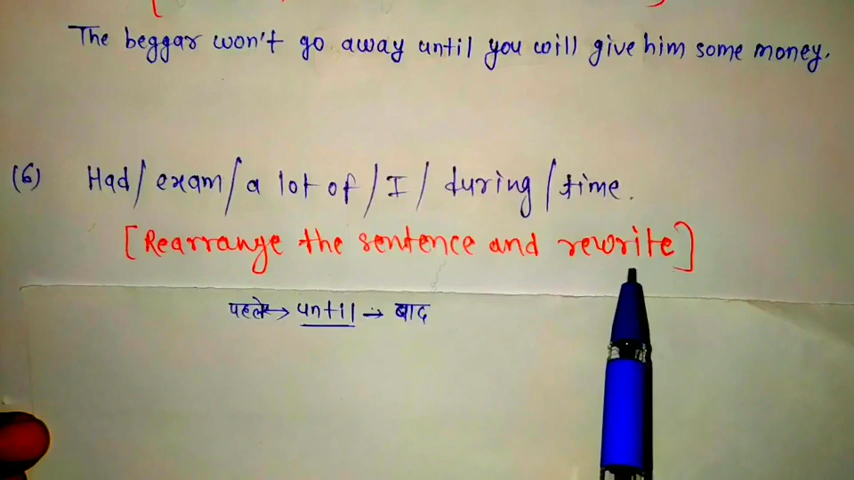 The beggar won't go away until you will give him some money.
(6) Had/exam/a lot of/I/during/time.
[Rearrange the sentence and rewrite]
पहले→ until → बाद